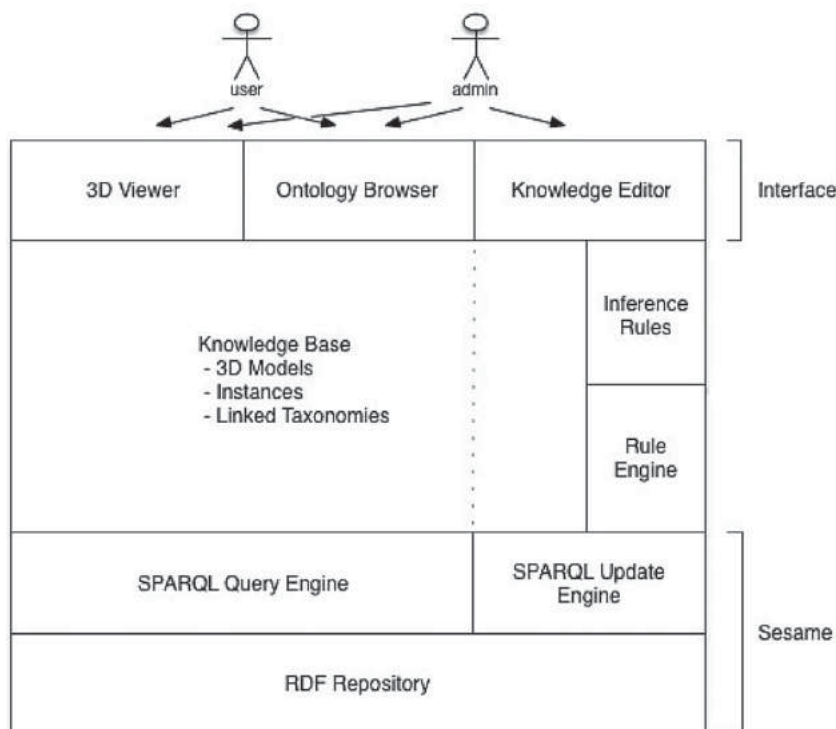 user
admin
3D Viewer
Ontology Browser
Knowledge Editor
Interface
Inference
Rules
Knowledge Base
- 3D Models
- Instances
- Linked Taxonomies
Rule
Engine
SPARQL Query Engine
SPARQL Update
Engine
Sesame
RDF Repository